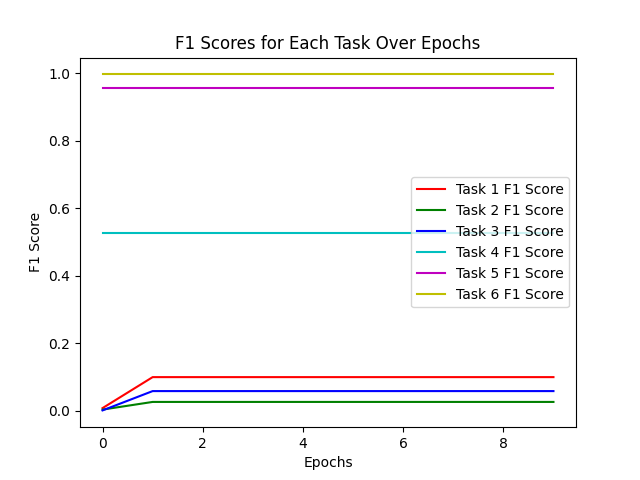 F1 Scores for Each Task Over Epochs
1.0
0.8
0.6
0.4
0.2
0.0
F1 Score
Task 1 F1 Score
Task 2 F1 Score
Task 3 F1 Score
Task 4 F1 Score
Task 5 F1 Score
Task 6 F1 Score
0 2 4 6 8
Epochs